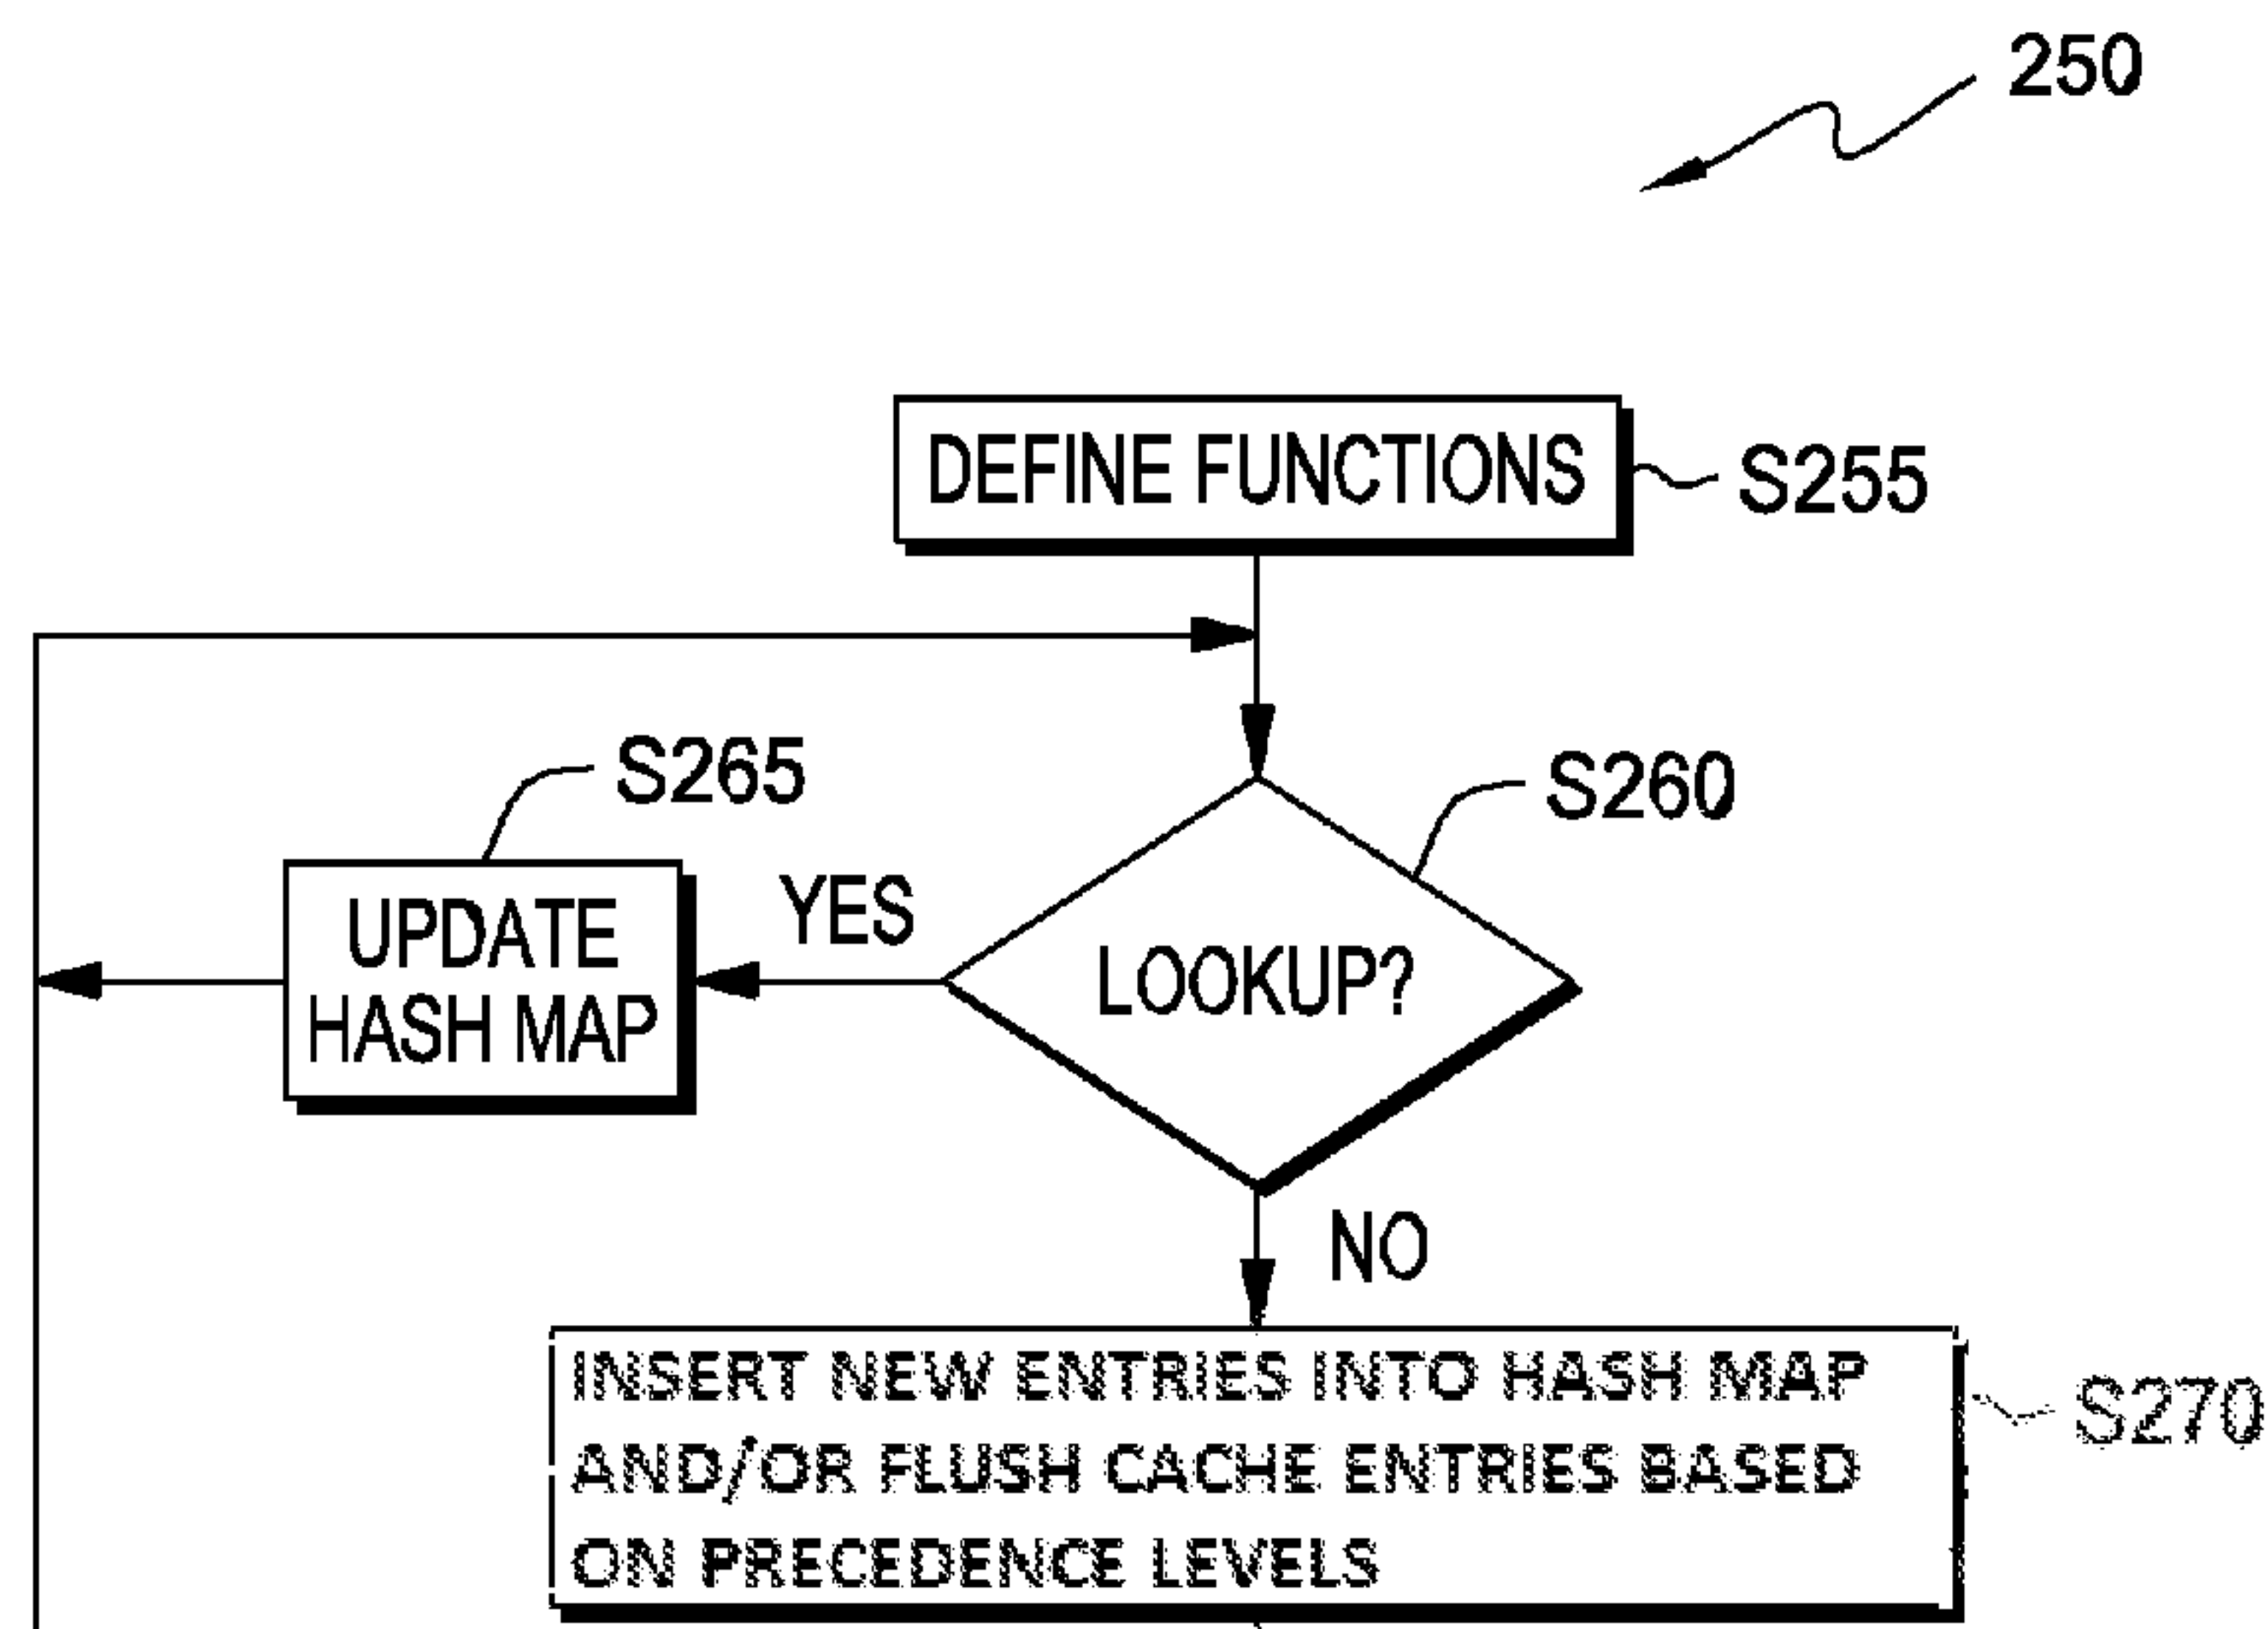 250
DEFINE FUNCTIONS
S255
S265
S260
UPDATE
HASH MAP
YES
LOOKUP?
NO
INSERT NEW ENTRIES INTO HASH MAP
AND/OR FLUSH CACHE ENTRIES BASED
ON PRECEDENCE LEVELS
S270